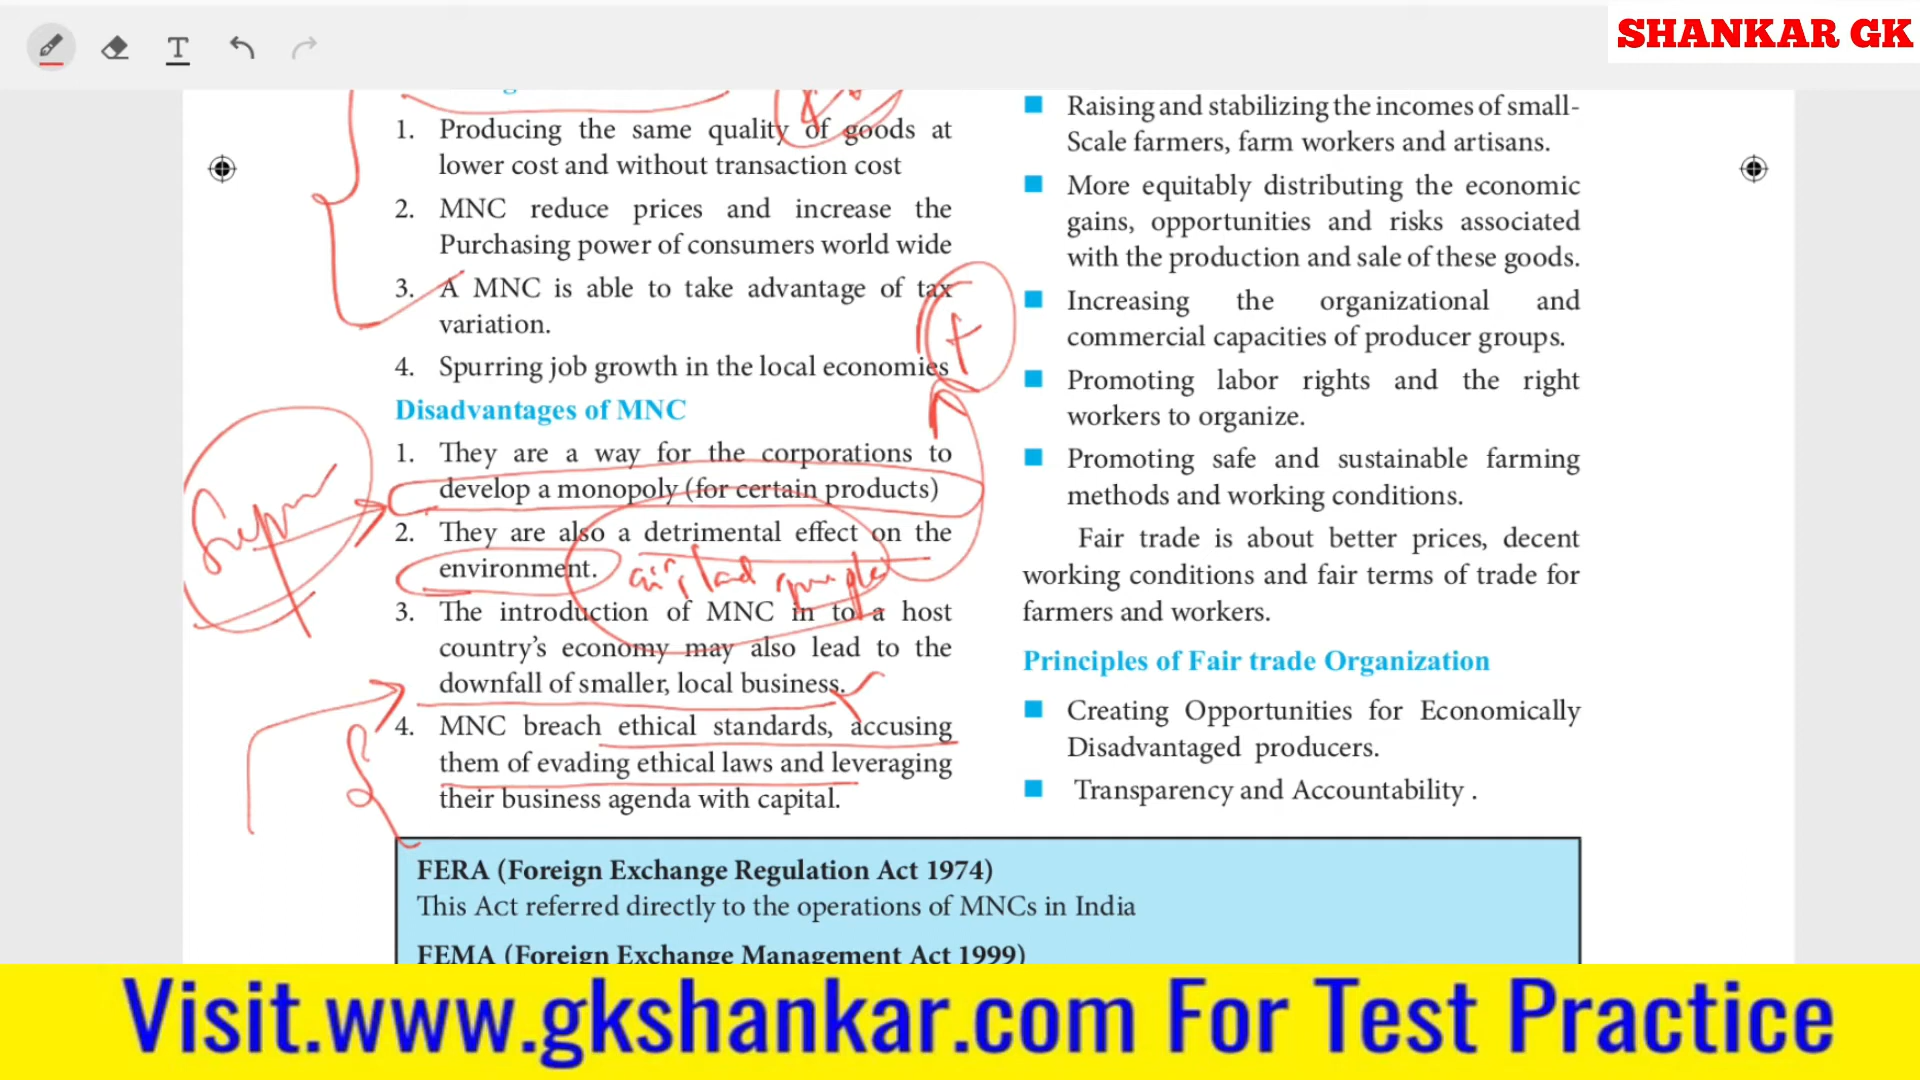 SHANKAR GK
1. Producing the same quality of goods at
lower cost and without transaction cost
2. MNC reduce prices and increase the
Purchasing power of consumers world wide
3. A MNC is able to take advantage of tax
variation.
4. Spurring job growth in the local economies
Disadvantages of MNC
1. They are a way for the corporations to
develop a monopoly (for certain products)
2. They are also a detrimental effect on the
environment.
3. The introduction of MNC in to a host
country's economy may also lead to the
downfall of smaller, local business.
4. MNC breach ethical standards, accusing
them of evading ethical laws and leveraging
their business agenda with capital.
Raising and stabilizing the incomes of small-
Scale farmers, farm workers and artisans.
More equitably distributing the economic
gains, opportunities and risks associated
with the production and sale of these goods.
Increasing the organizational and
commercial capacities of producer groups.
Promoting labor rights and the right
workers to organize.
Promoting safe and sustainable farming
methods and working conditions.
Fair trade is about better prices, decent
working conditions and fair terms of trade for
farmers and workers.
Principles of Fair trade Organization
Creating Opportunities for Economically
Disadvantaged producers.
Transparency and Accountability .
FERA (Foreign Exchange Regulation Act 1974)
This Act referred directly to the operations of MNCs in India
FEMA (Foreign Exchange Management Act 1999)
Visit.www.gkshankar.com For Test Practice